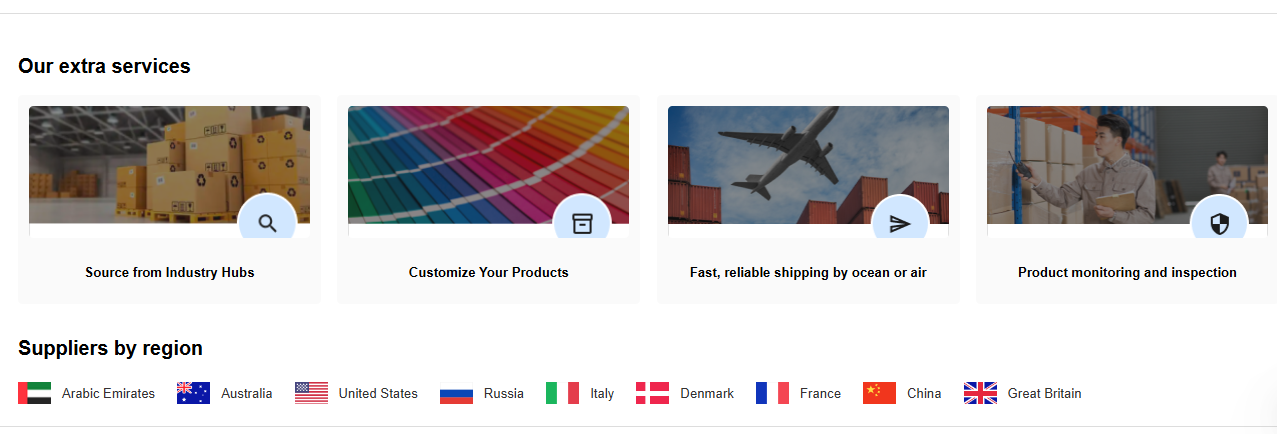 Our extra services
Source from Industry Hubs
Customize Your Products
Fast, reliable shipping by ocean or air
Product monitoring and inspection
Suppliers by region
Arabic Emirates
Australia
United States
Russia
Italy
Denmark
France
China
Great Britain